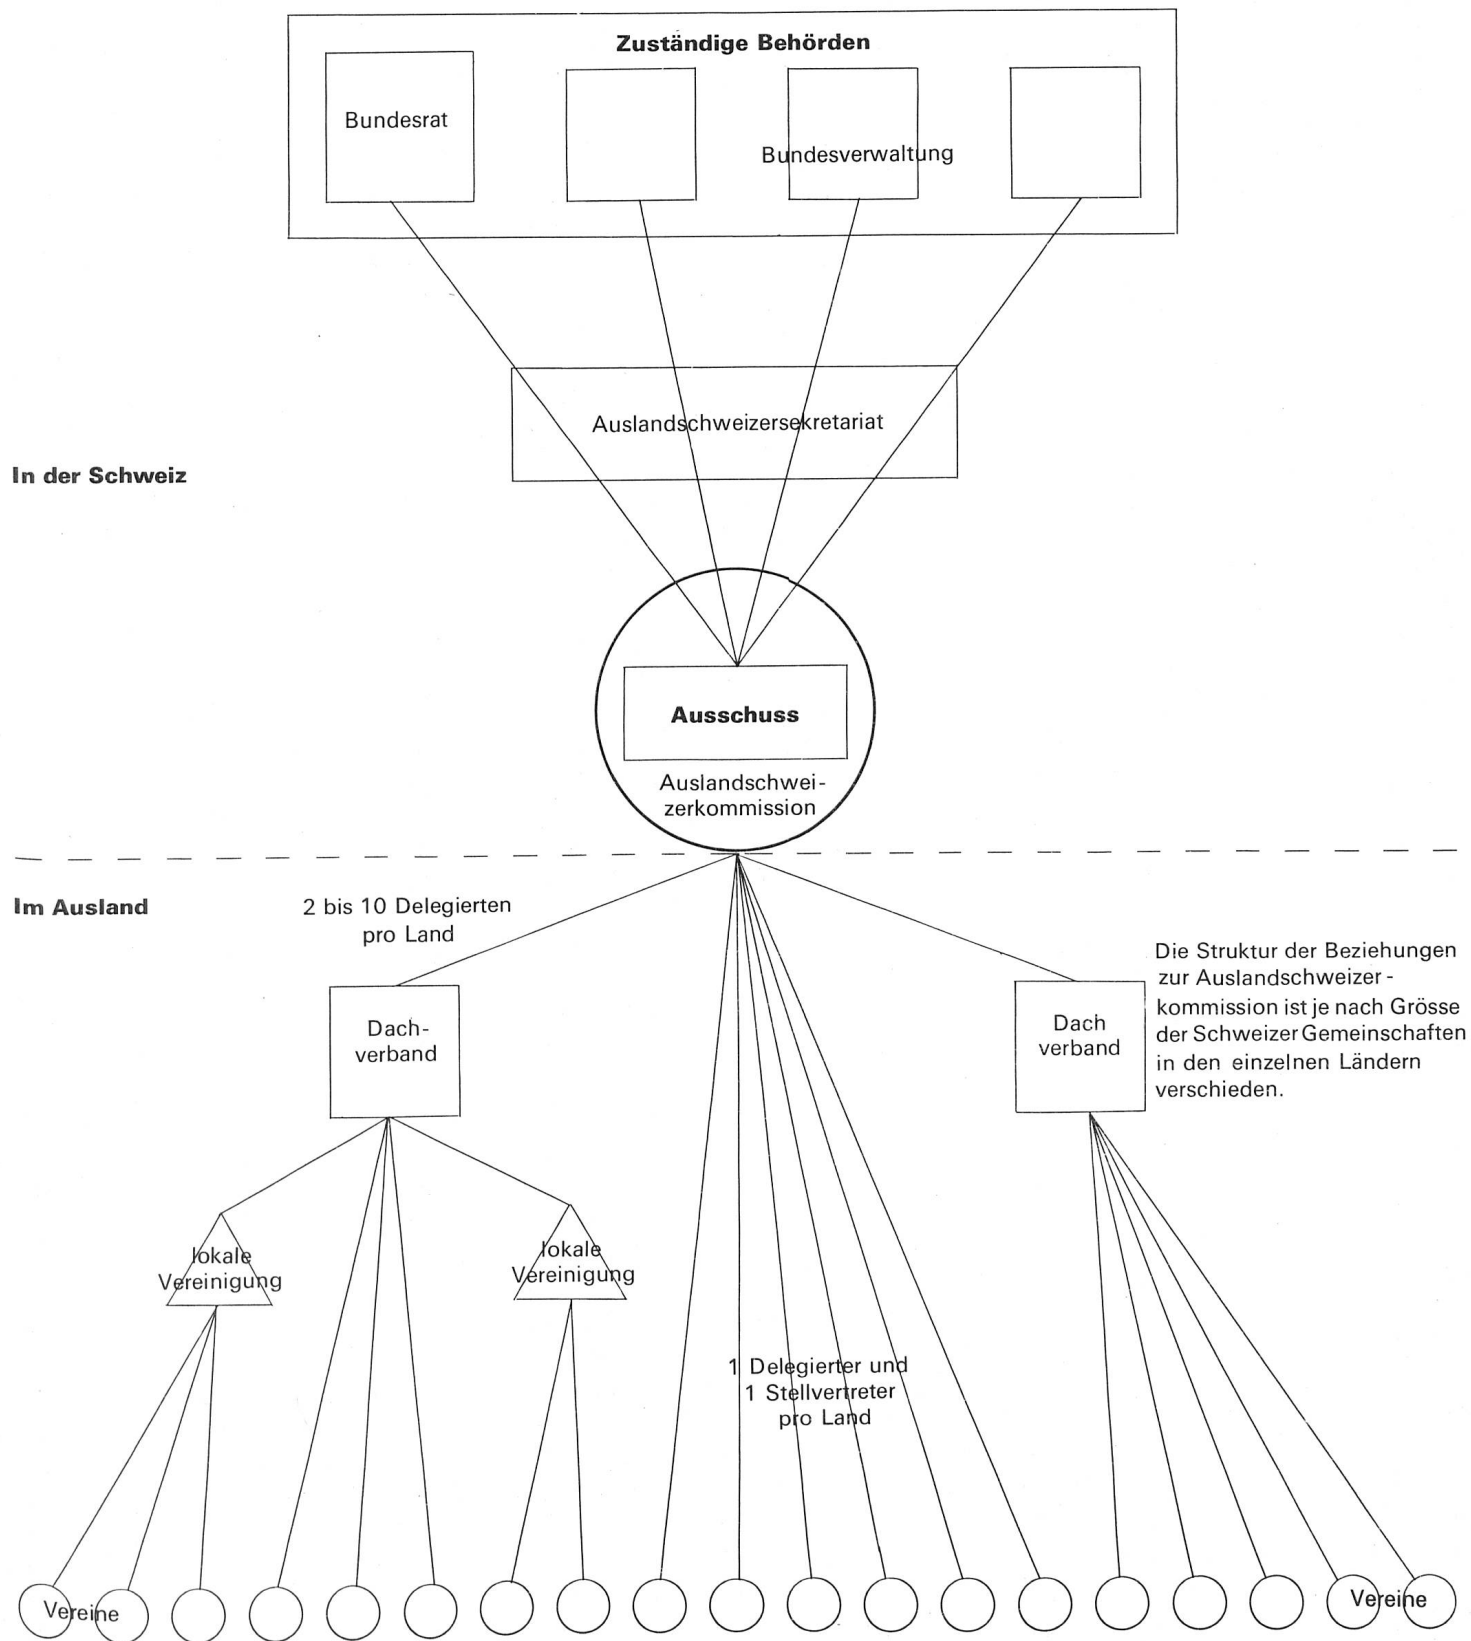 Zuständige Behörden
Bundesrat
Bundesverwaltung
Auslandschweizersekretariat
In der Schweiz
Ausschuss
Auslandschwei-
zerkommission
Im Ausland
2 bis 10 Delegierten
pro Land
Die Struktur der Beziehungen
zur Auslandschweizer-
kommission ist je nach Grösse
der Schweizer Gemeinschaften
in den einzelnen Ländern
verschieden.
Dach-
verband
Dach
verband
lokale
Vereinigung
lokale
Vereinigung
1 Delegierter und
1 Stellvertreter
pro Land
Vereine
Vereine